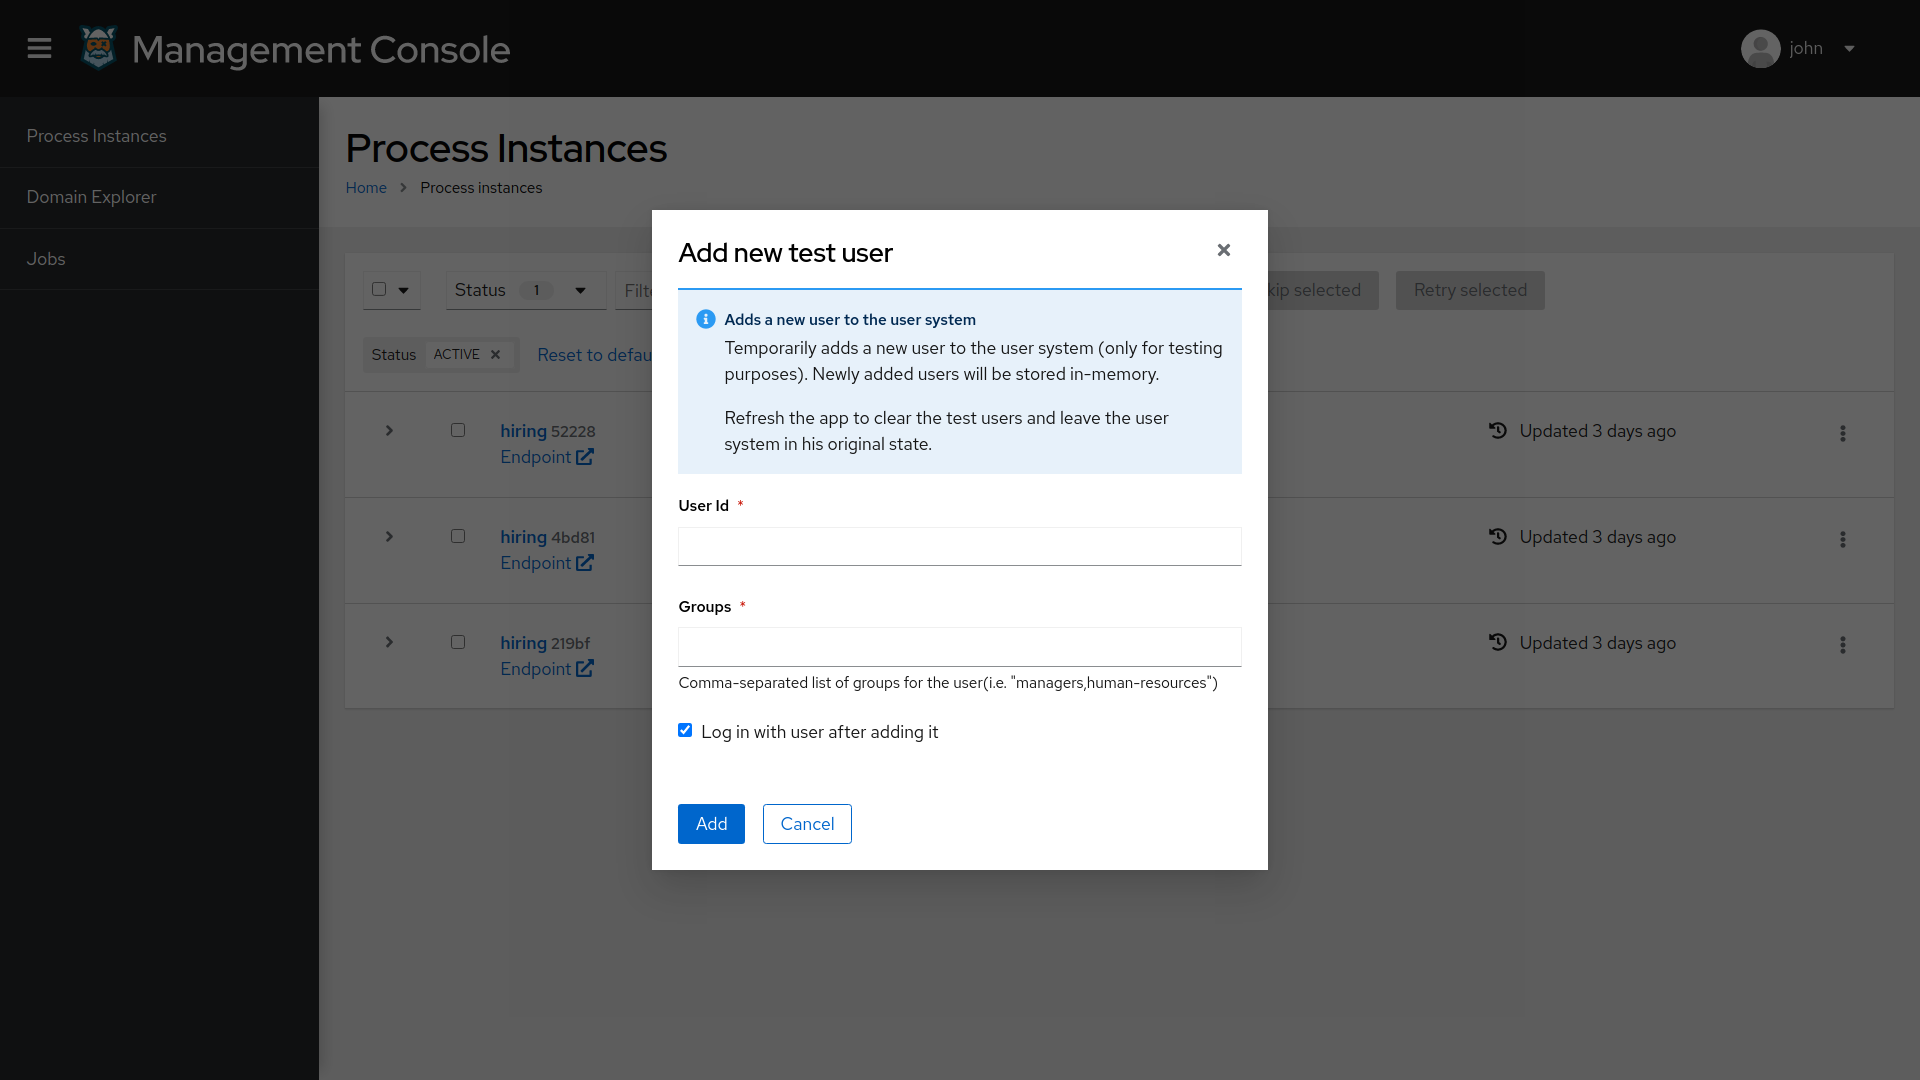 Management Console
john
Process Instances
Domain Explorer
Jobs
Process Instances
Home > Process instances
Status 1
Status ACTIVE
Reset to
Retry selected
selected
hiring 52228
Endpoint
Updated 3 days ago
hiring 4bd81
Endpoint
Updated 3 days ago
hiring 219bf
Endpoint
Updated 3 days ago
Add new test user
Adds a new user to the user system
Temporarily adds a new user to the user system (only for testing
purposes). Newly added users will be stored in-memory.
Refresh the app to clear the test users and leave the user
system in his original state.
User Id *
Groups *
Comma-separated list of groups for the user(i.e. "managers,human-resources")
Log in with user after adding it
Add
Cancel